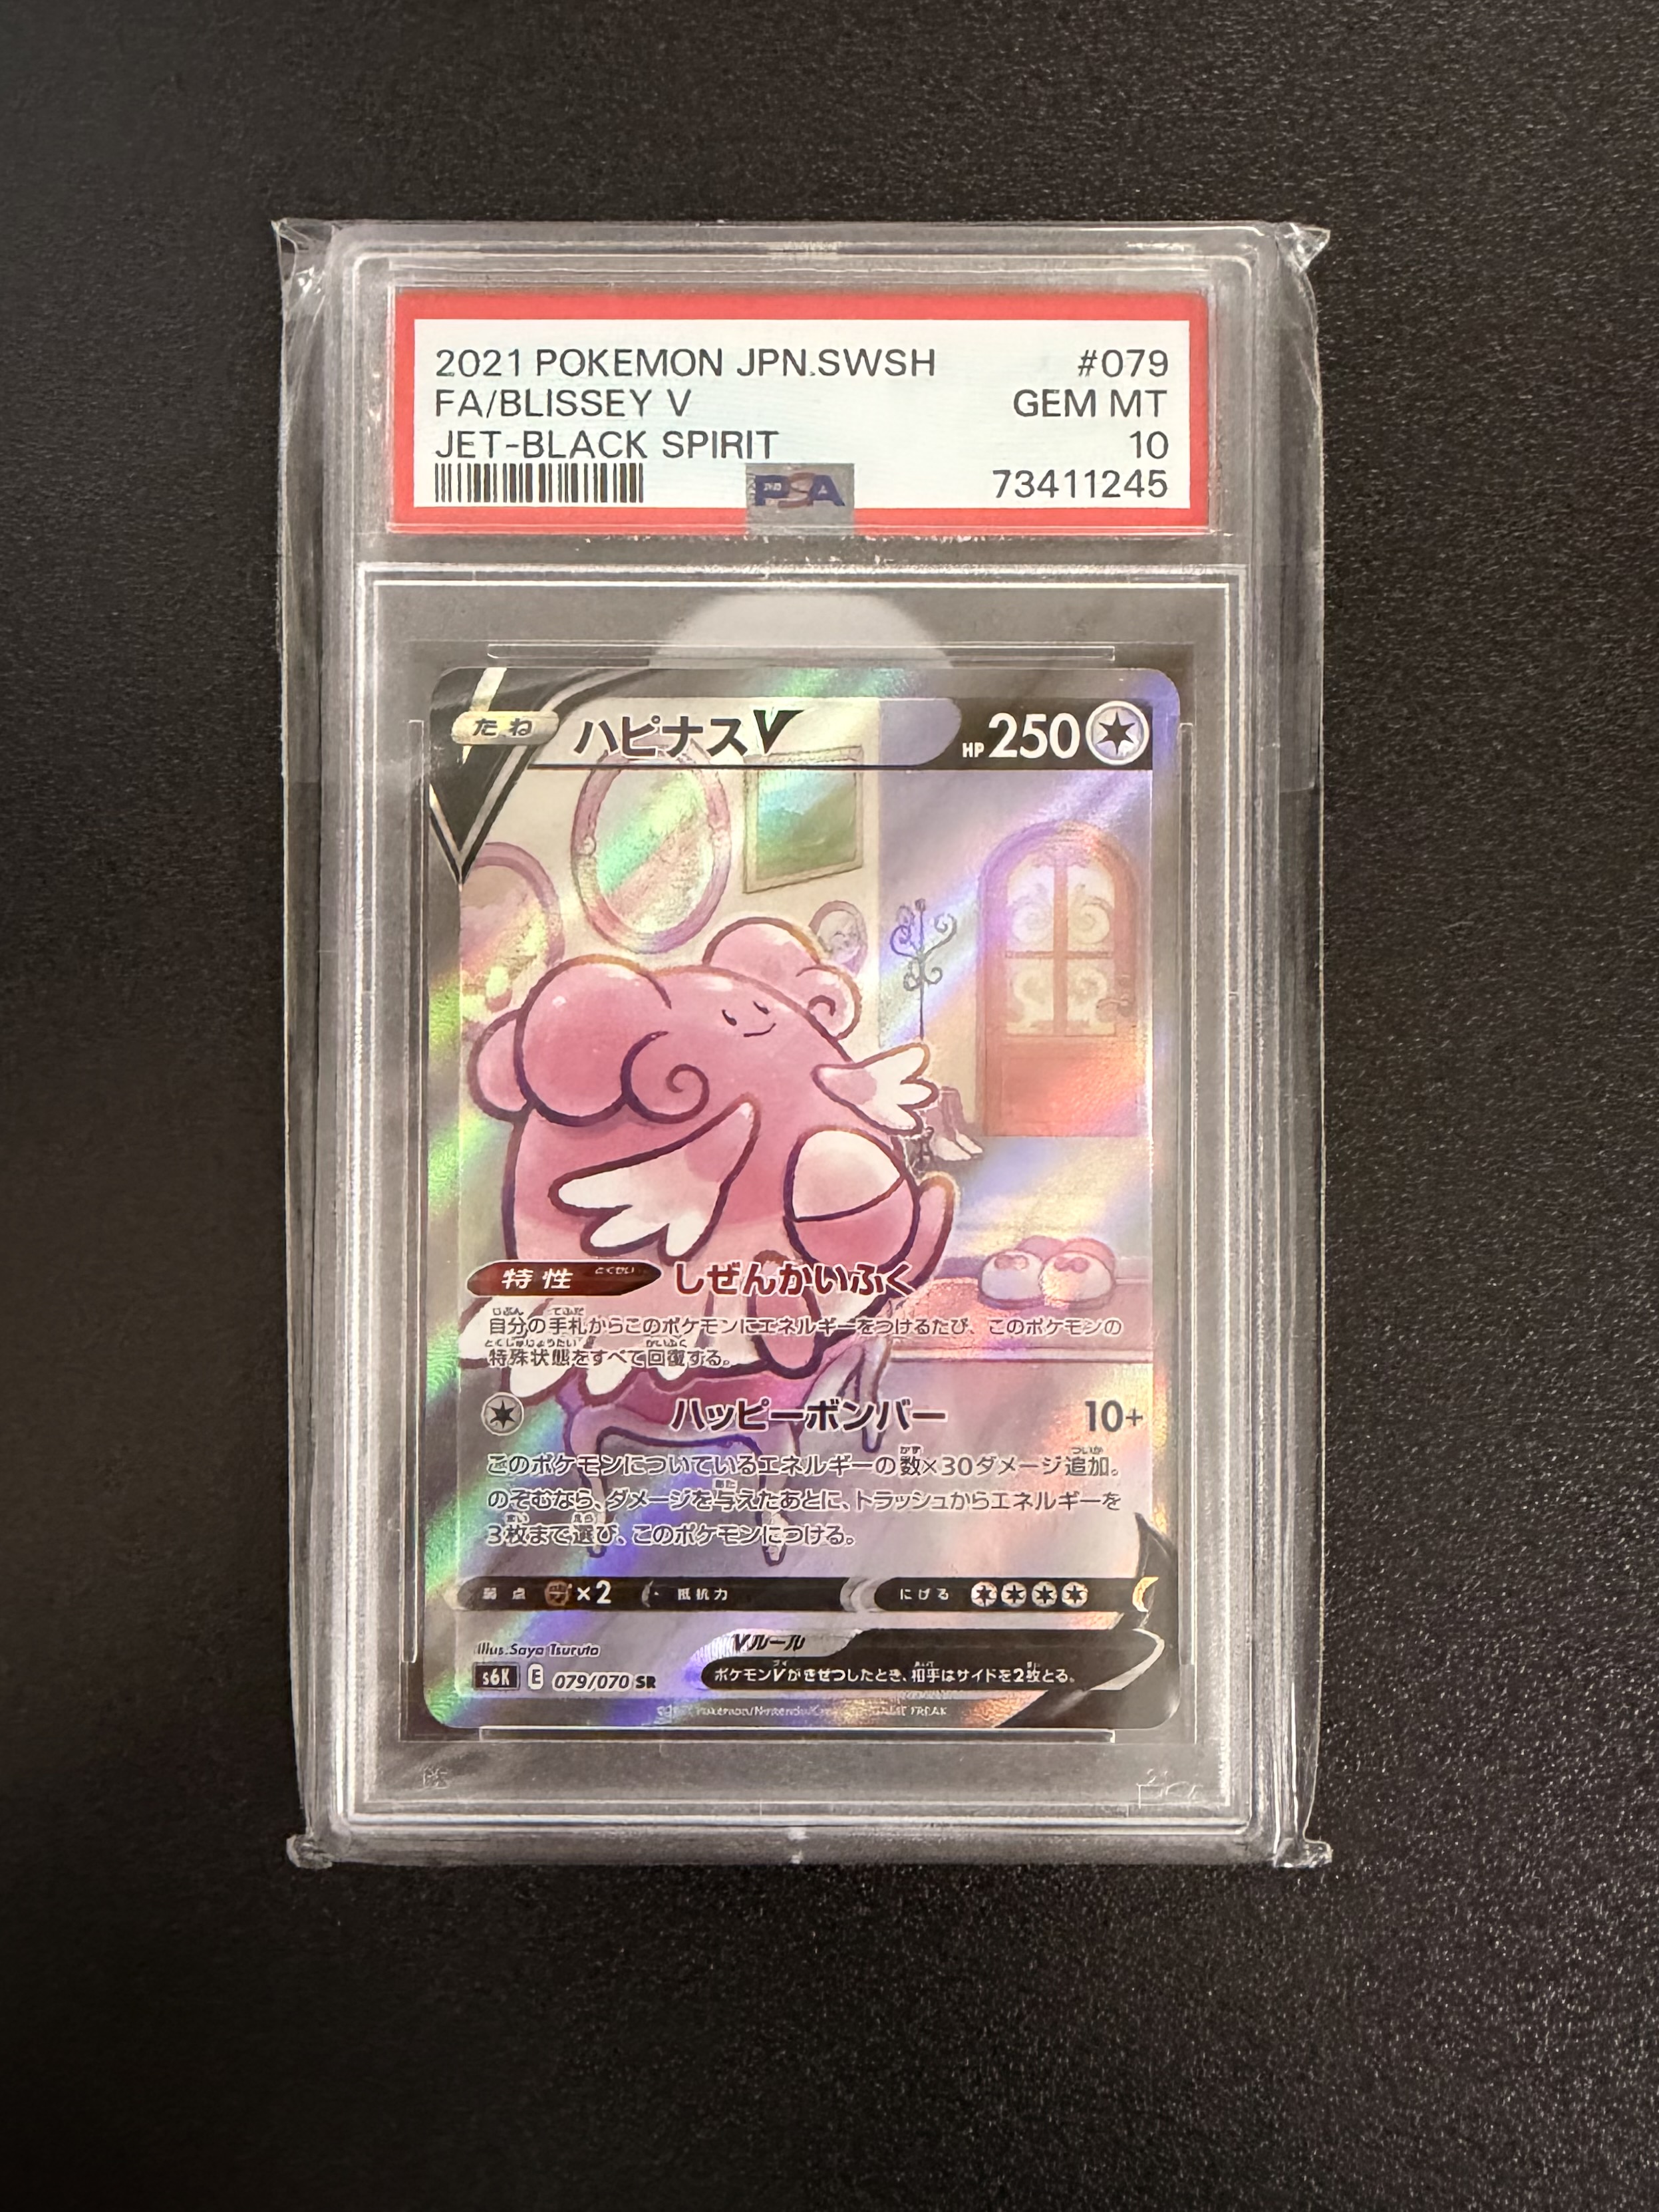 2021 POKEMON JPN.SWSH #079
FA/BLISSEY V GEM MT
JET-BLACK SPIRIT 10
PSA 73411245
たね ハピナスV HP 250
特性 とくせい しぜんかいふく
自分の手札からこのポケモンにエネルギーをつけるたび、このポケモンの
特殊状態をすべて回復する。
ハッピーボンバー 10+
このポケモンについているエネルギーの数×30ダメージ追加。
のぞむなら、ダメージを与えたあとに、トラッシュからエネルギーを
3枚まで選び、このポケモンにつける。
弱点 ×2 抵抗力 にげる
Illus.Saya Tsuruta Vルール
s6K E 079/070 SR ポケモンVがきぜつしたとき、相手はサイドを2枚とる。